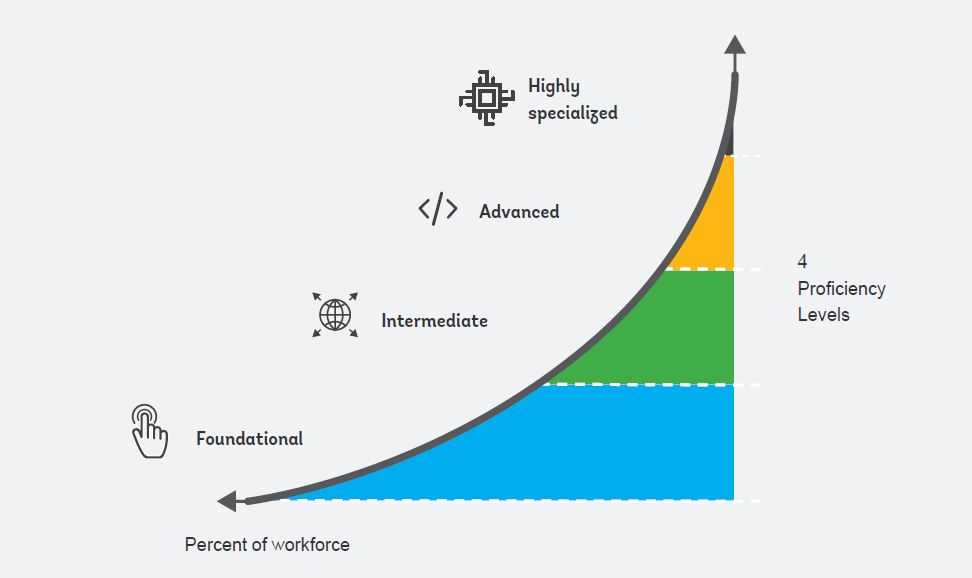 Highly
specialized
Advanced
4
Proficiency
Levels
Intermediate
Foundational
Percent of workforce